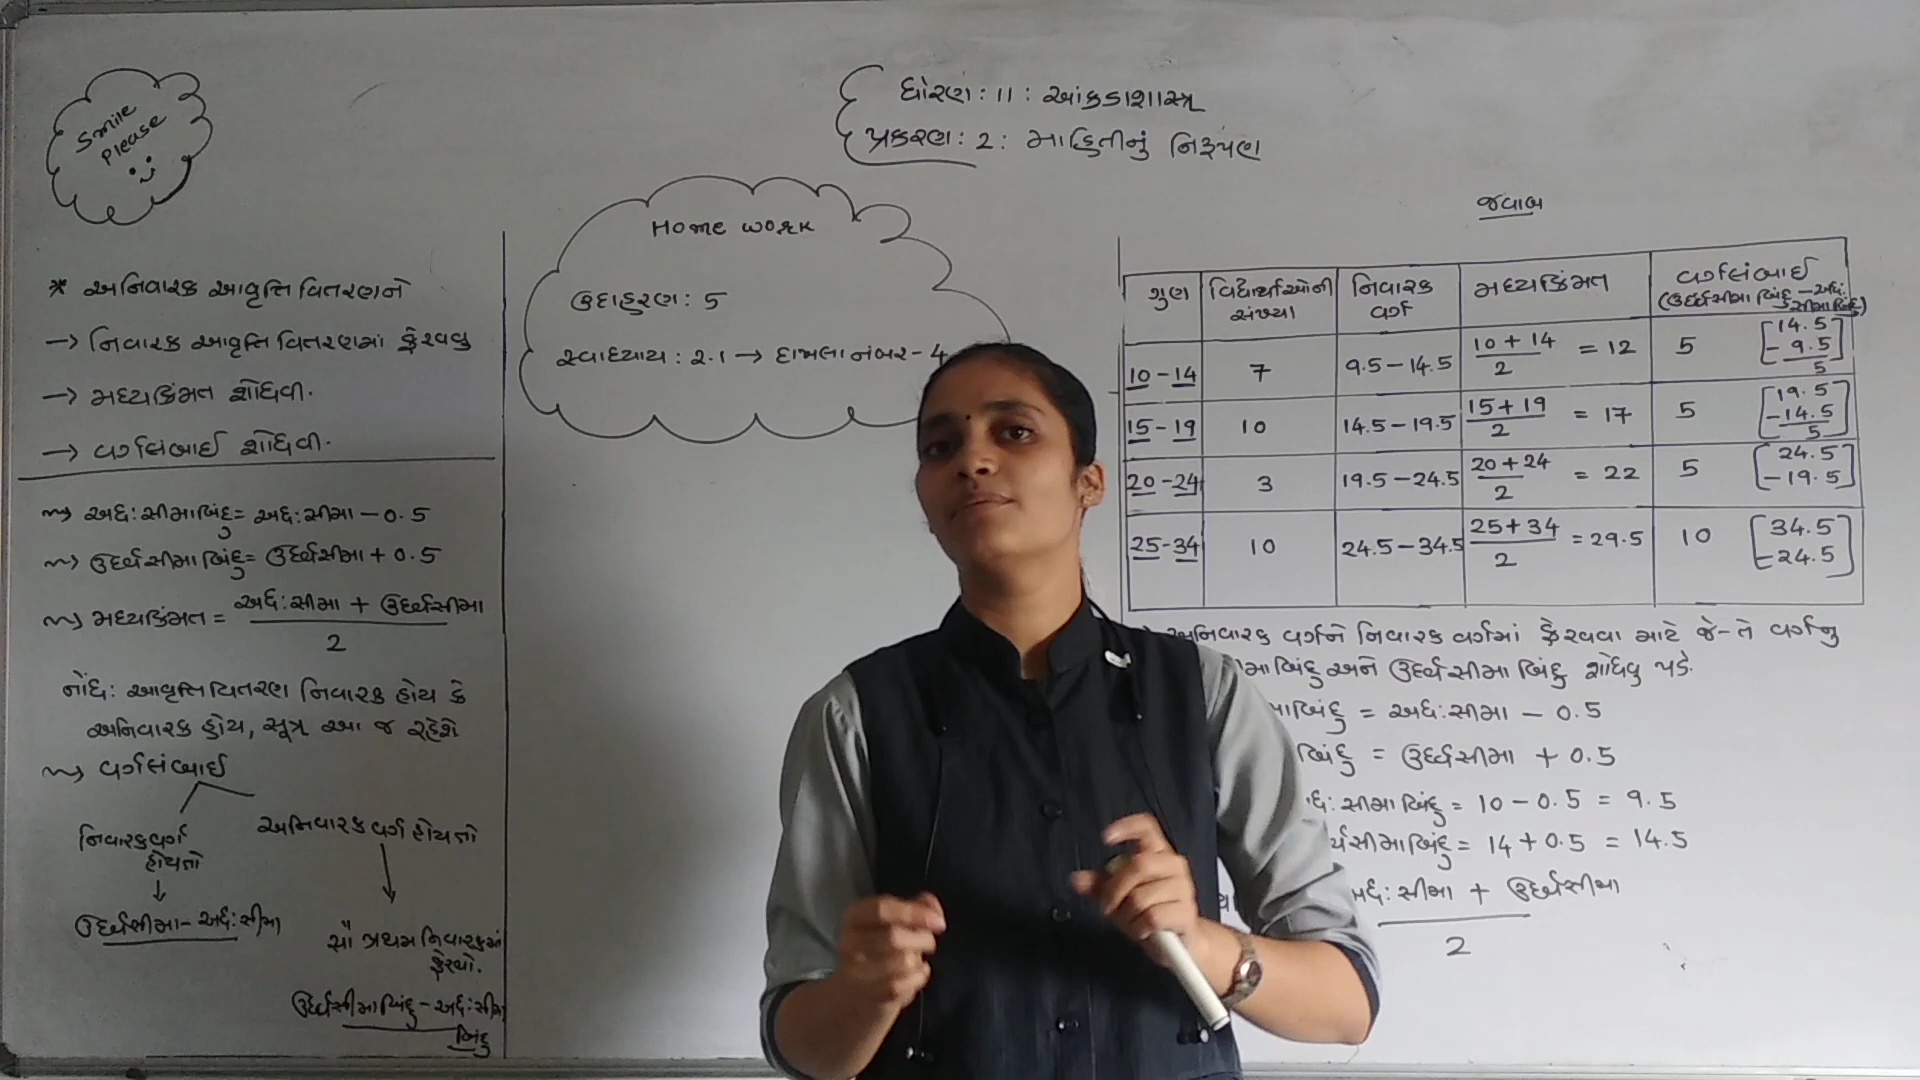 Smile
please
ધોરણ : 11 : આંકડાશાસ્ત્ર
પ્રકરણ : 2 : માહિતીનું નિરૂપણ
* અનિવારક આવૃત્તિ વિતરણને
→ નિવારક આવૃત્તિ વિતરણમાં ફેરવવુ
→ મધ્યકિંમત શોધવી.
→ વર્ગલંબાઈ શોધવી.
અધ:સીમાબિંદુ = અધ:સીમા - 0.5
ઉર્ધ્વસીમાબિંદુ = ઉર્ધ્વસીમા + 0.5
મધ્યકિંમત = અધ:સીમા + ઉર્ધ્વસીમા
2
નોંધ: આવૃત્તિ વિતરણ નિવારક હોય કે
અનિવારક હોય, સૂત્ર આ જ રહેશે
વર્ગલંબાઈ
નિવારક વર્ગ
હોય તો
ઉર્ધ્વસીમા - અધ:સીમા
અનિવારક વર્ગ હોય તો
સૌ પ્રથમ નિવારકમાં
ફેરવો.
ઉર્ધ્વસીમાબિંદુ - અધ:સીમા
બિંદુ
Home work
ઉદાહરણ : 5
સ્વાધ્યાય : 2.1 → દાખલા નંબર - 4
જવાબ
ગુણ વિદ્યાર્થીઓની સંખ્યા નિવારક વર્ગ મધ્યકિંમત વર્ગલંબાઈ (ઉર્ધ્વસીમા બિંદુ - અધ: સીમા બિંદુ)
10 - 14 7 9.5 - 14.5 10 + 14 / 2 = 12 5 [14.5 - 9.5 5]
15 - 19 10 14.5 - 19.5 15 + 19 / 2 = 17 5 [19.5 - 14.5 5]
20 - 24 3 19.5 - 24.5 20 + 24 / 2 = 22 5 [24.5 - 19.5]
25 - 34 10 24.5 - 34.5 25 + 34 / 2 = 29.5 10 [34.5 - 24.5]
અનિવારક વર્ગને નિવારક વર્ગમાં ફેરવવા માટે જે-તે વર્ગનુ
માબિંદુ અને ઉર્ધ્વસીમા બિંદુ શોધવુ પડે.
માબિંદુ = અધ:સીમા - 0.5
બિંદુ = ઉર્ધ્વસીમા + 0.5
ધ: સીમાબિંદુ = 10 - 0.5 = 9.5
ર્ધ્વસીમાબિંદુ = 14 + 0.5 = 14.5
અધ: સીમા + ઉર્ધ્વસીમા
2